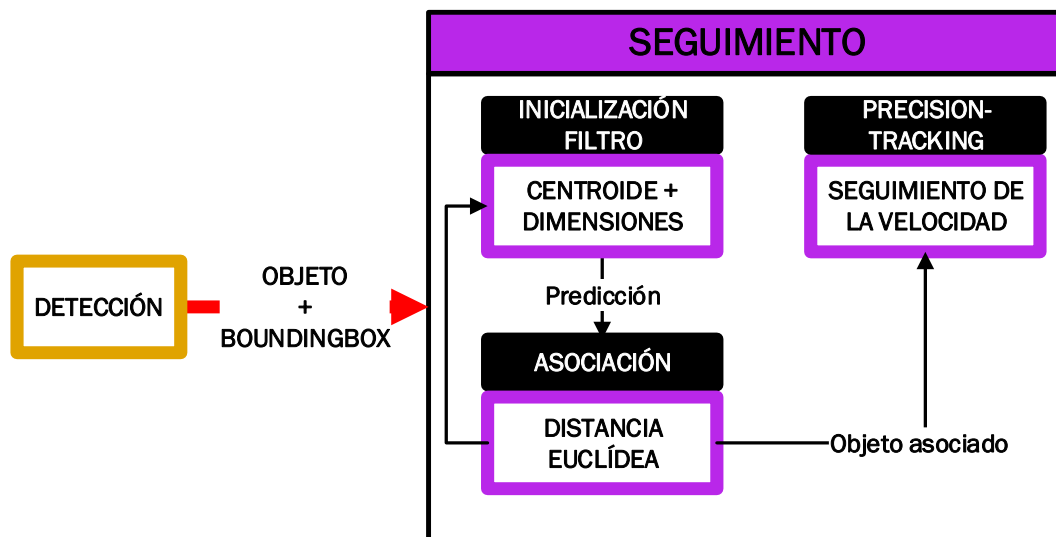 SEGUIMIENTO
INICIALIZACIÓN
FILTRO
CENTROIDE +
DIMENSIONES
PRECISION-
TRACKING
SEGUIMIENTO DE
LA VELOCIDAD
DETECCIÓN
OBJETO
+
BOUNDINGBOX
Predicción
ASOCIACIÓN
DISTANCIA
EUCLÍDEA
Objeto asociado